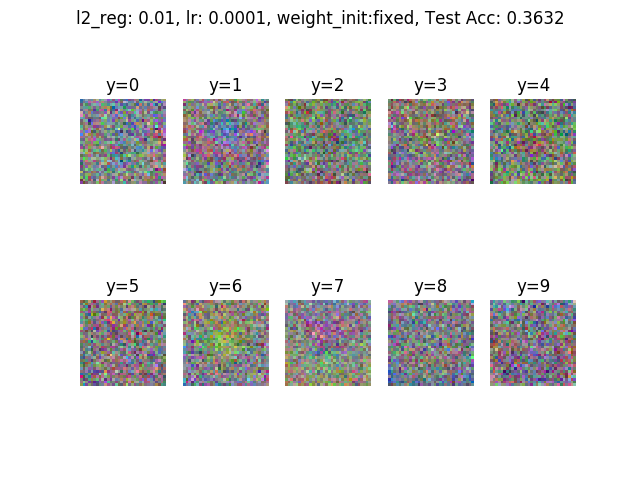 l2_reg: 0.01, lr: 0.0001, weight_init:fixed, Test Acc: 0.3632
y=0 y=1 y=2 y=3 y=4
y=5 y=6 y=7 y=8 y=9